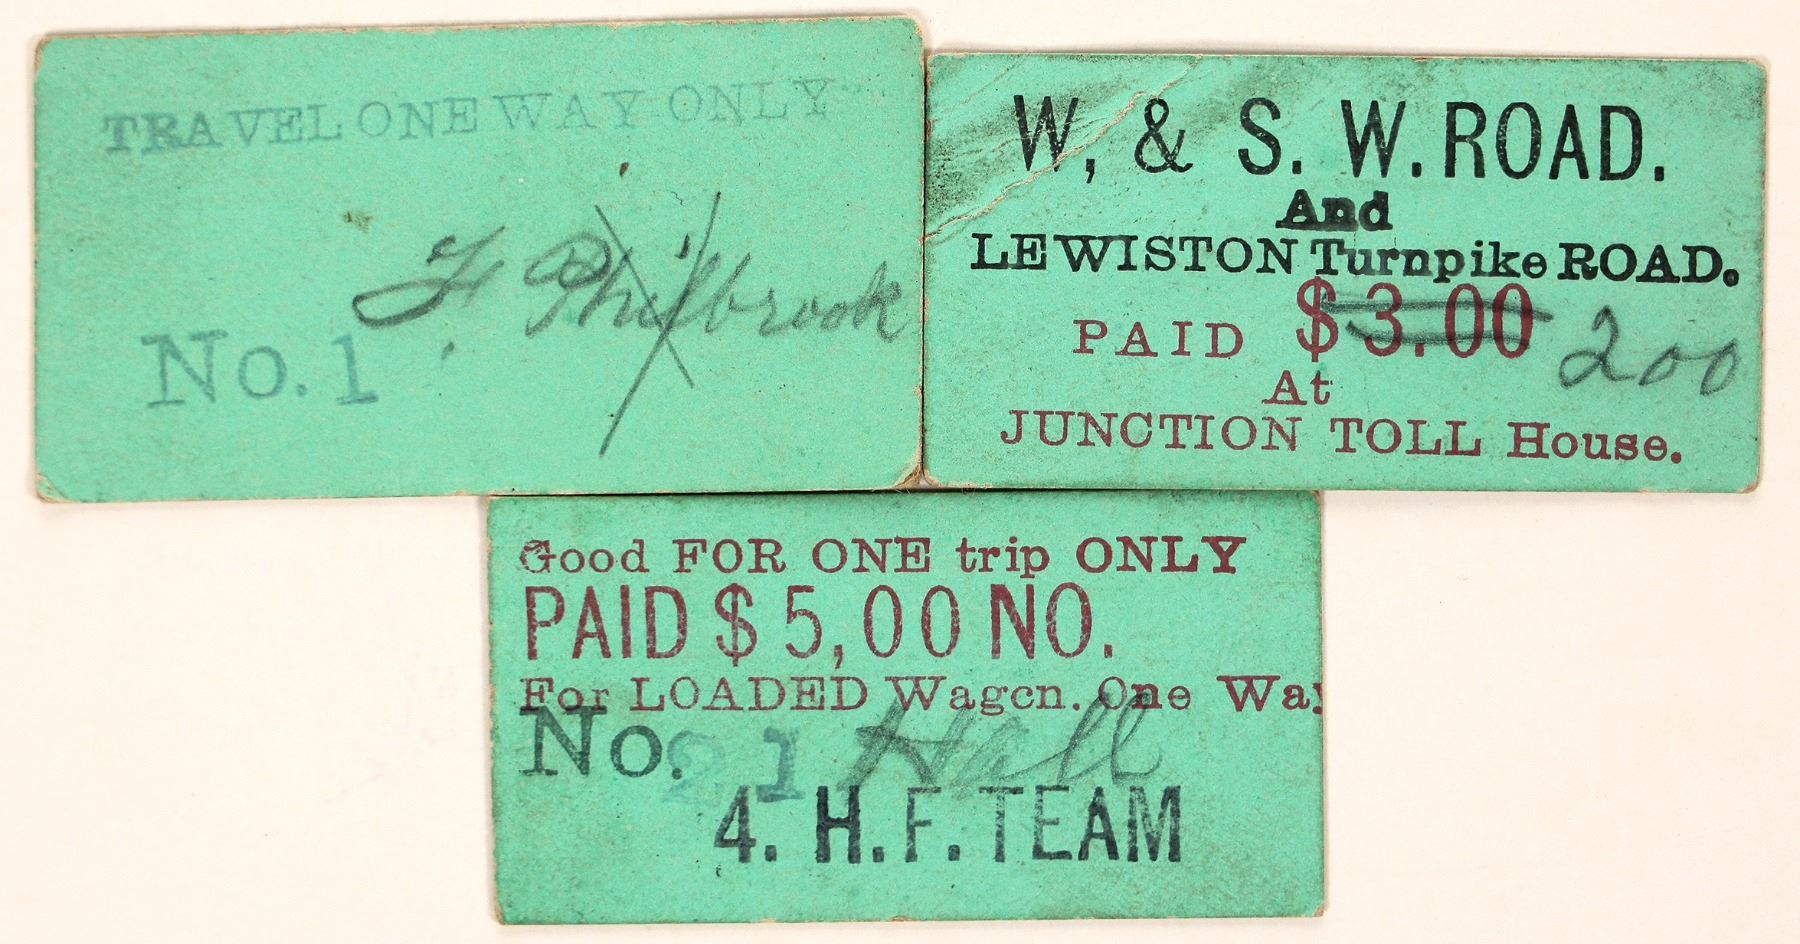 TRAVEL ONE WAY ONLY
F Philbrook
No. 1
W, & S. W. ROAD.
And
LEWISTON Turnpike ROAD.
PAID $3.00 200
At
JUNCTION TOLL House.
Good FOR ONE trip ONLY
PAID $5,00 NO.
For LOADED Wagcn. One Way
No. 21 Hall
4. H. F. TEAM